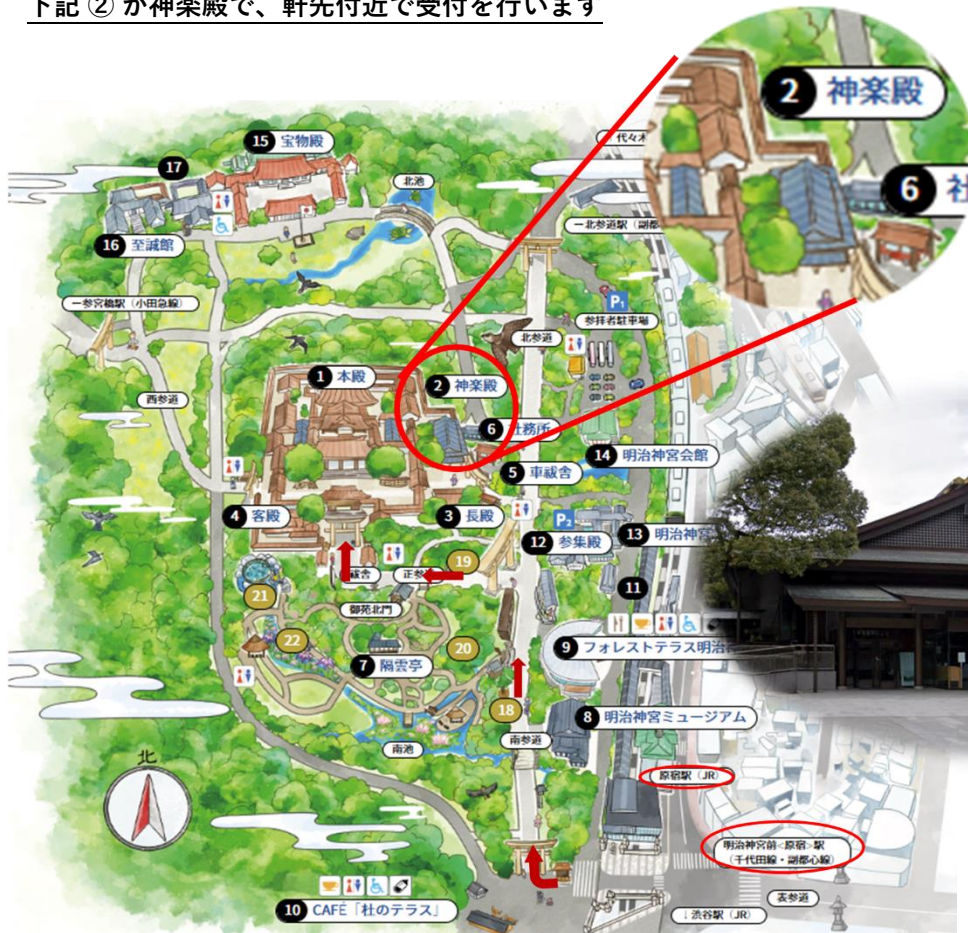 下記 ② が神楽殿で、軒先付近で受付を行います
2 神楽殿
6 社
15 宝物殿
17
代々木
北池
ー北参道駅（副都
16 至誠館
ー参宮橋駅（小田急線）
P1
参拝者駐車場
北参道
1 本殿
2 神楽殿
西参道
6 社務所
14 明治神宮会館
5 車祓舎
4 客殿
3 長殿
P2
12 参集殿
13 明治神宮
19
祓舎
正参
21
11
御苑北門
22
20
9 フォレストテラス明治
7 隔雲亭
18
8 明治神宮ミュージアム
南参道
南池
北
原宿駅（JR）
明治神宮前<原宿>駅
（千代田線・副都心線）
表参道
10 CAFÉ「杜のテラス」
↓渋谷駅（JR）